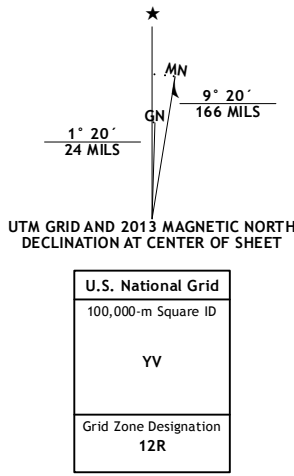 ★
MN
GN
9° 20´
166 MILS
1° 20´
24 MILS
UTM GRID AND 2013 MAGNETIC NORTH
DECLINATION AT CENTER OF SHEET
U.S. National Grid
100,000-m Square ID
YV
Grid Zone Designation
12R